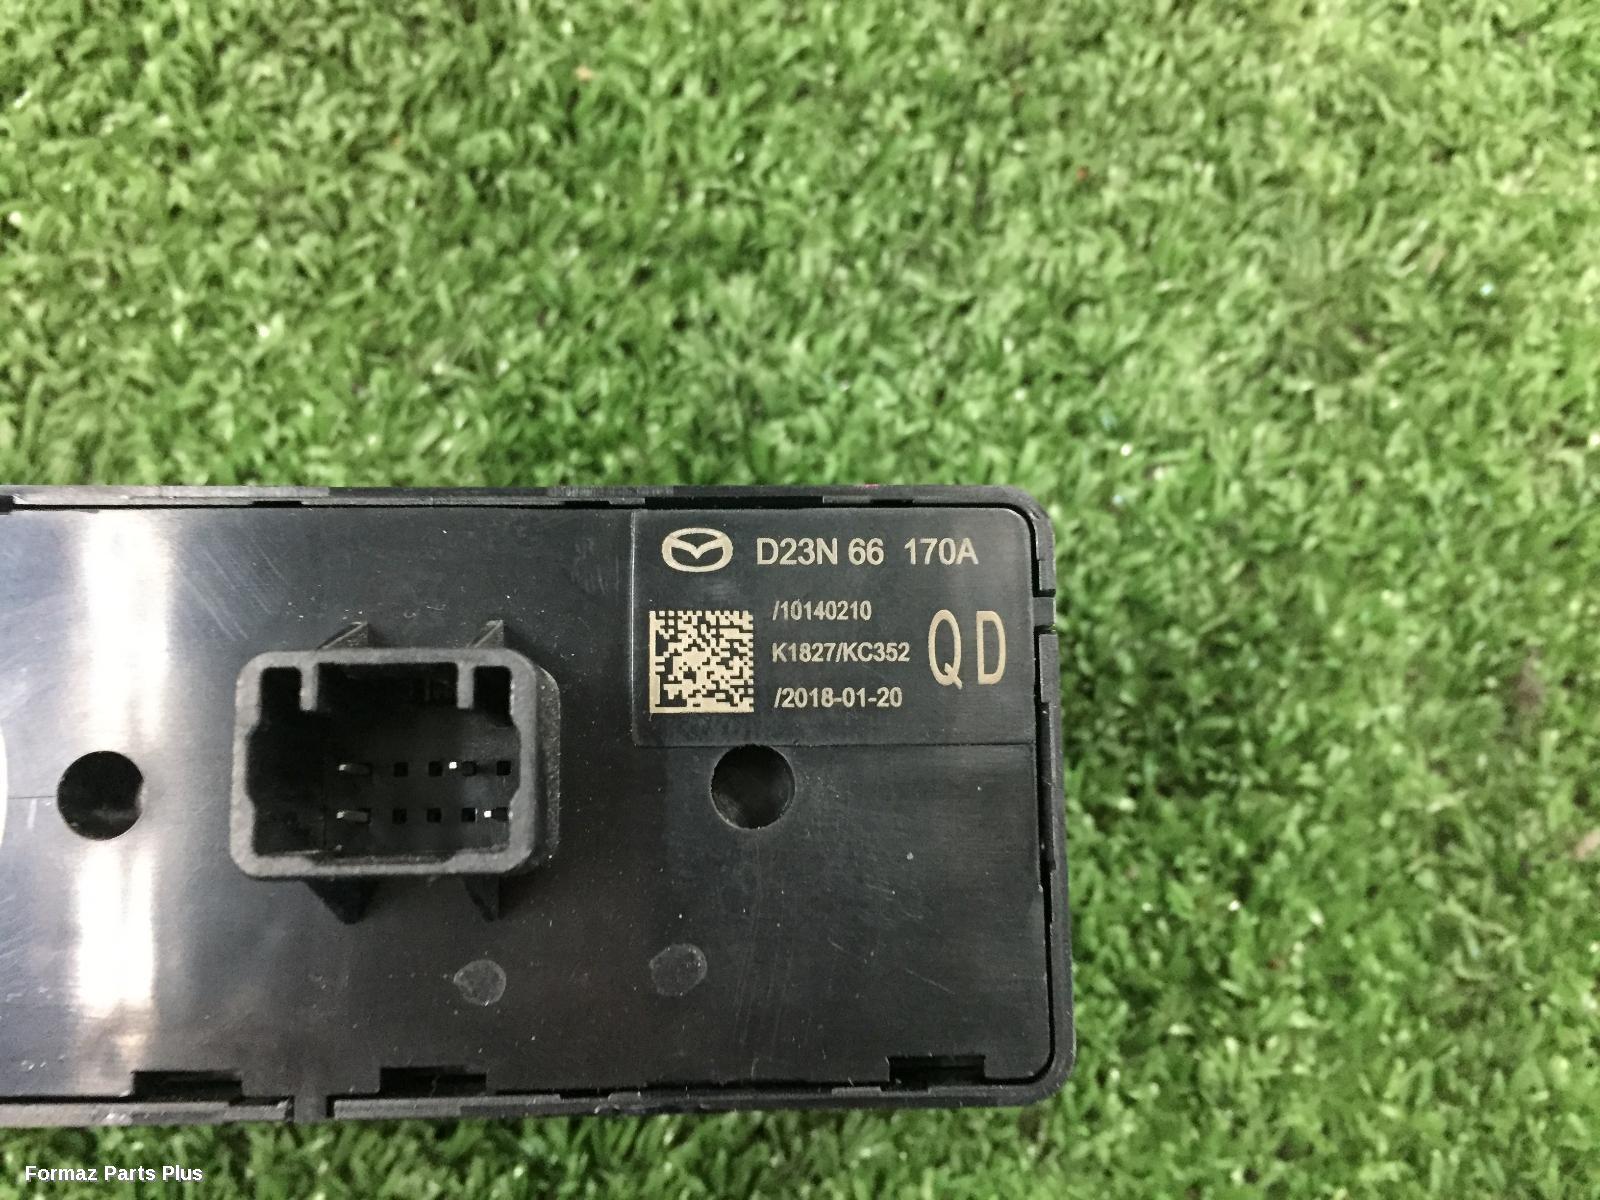 D23N 66 170A
/10140210
K1827/KC352
/2018-01-20
QD
Formaz Parts Plus